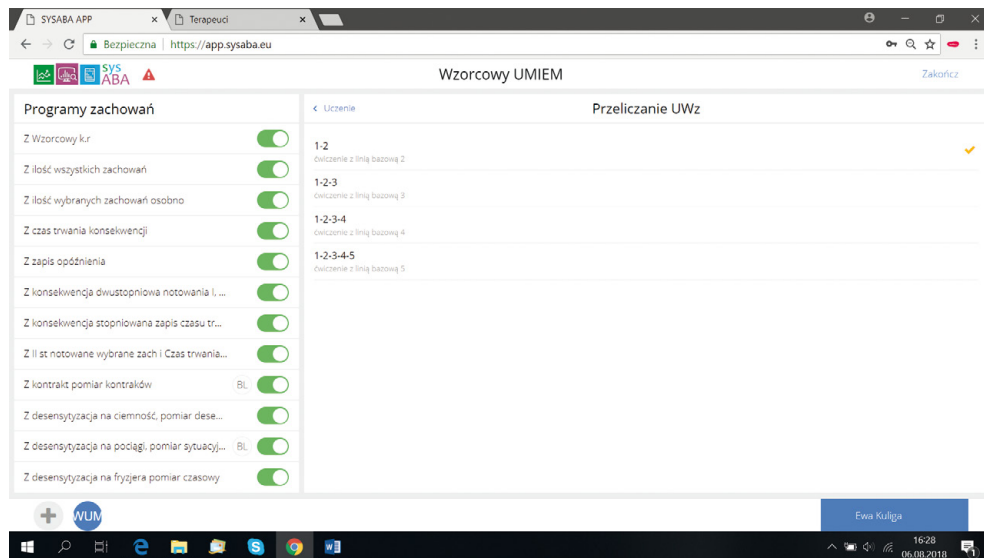 SYSABA APP
Terapeuci
Bezpieczna | https://app.sysaba.eu
sys ABA
Wzorcowy UMIEM
Zakończ
Programy zachowań
Uczenie
Przeliczanie UWz
Z Wzorcowy k.r
Z ilość wszystkich zachowań
Z ilość wybranych zachowań osobno
Z czas trwania konsekwencji
Z zapis opóźnienia
Z konsekwencja dwustopniowa notowania I, ...
Z konsekwencja stopniowana zapis czasu tr...
Z II st notowane wybrane zach i Czas trwania...
Z kontrakt pomiar kontraków BL
Z desensytyzacja na ciemność, pomiar dese...
Z desensytyzacja na pociągi, pomiar sytuacyj... BL
Z desensytyzacja na fryzjera pomiar czasowy
1-2
ćwiczenie z linią bazową 2
1-2-3
ćwiczenie z linią bazową 3
1-2-3-4
ćwiczenie z linią bazową 4
1-2-3-4-5
ćwiczenie z linią bazową 5
WUM
Ewa Kuliga
16:28
06.08.2018